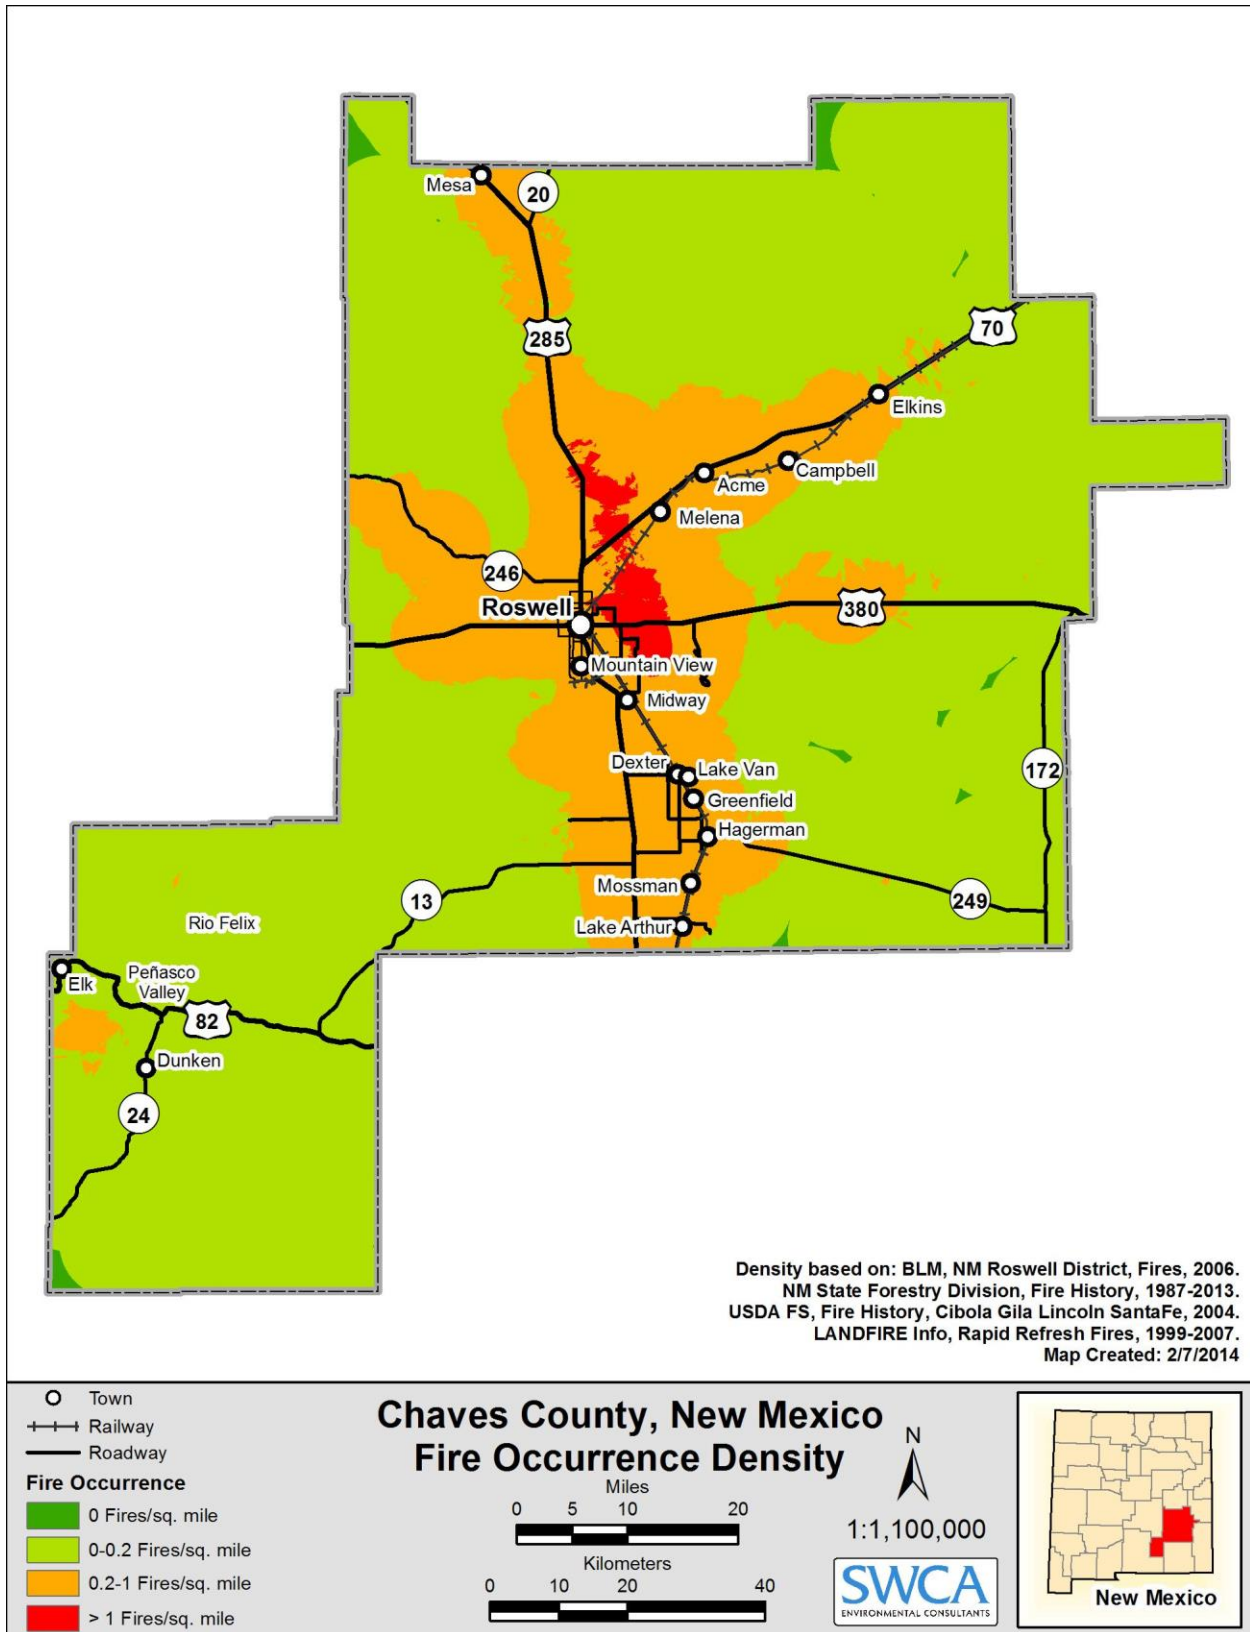 Mesa
20
285
70
Elkins
Campbell
Acme
Melena
246
Roswell
380
Mountain View
Midway
Dexter
Lake Van
Greenfield
172
Hagerman
Mossman
13
249
Rio Felix
Lake Arthur
Elk
Peñasco
Valley
82
Dunken
24
Density based on: BLM, NM Roswell District, Fires, 2006.
NM State Forestry Division, Fire History, 1987-2013.
USDA FS, Fire History, Cibola Gila Lincoln SantaFe, 2004.
LANDFIRE Info, Rapid Refresh Fires, 1999-2007.
Map Created: 2/7/2014
Town
Railway
Roadway
Fire Occurrence
0 Fires/sq. mile
0-0.2 Fires/sq. mile
0.2-1 Fires/sq. mile
> 1 Fires/sq. mile
Chaves County, New Mexico
Fire Occurrence Density
Miles
0 5 10 20
Kilometers
0 10 20 40
N
1:1,100,000
SWCA
ENVIRONMENTAL CONSULTANTS
New Mexico